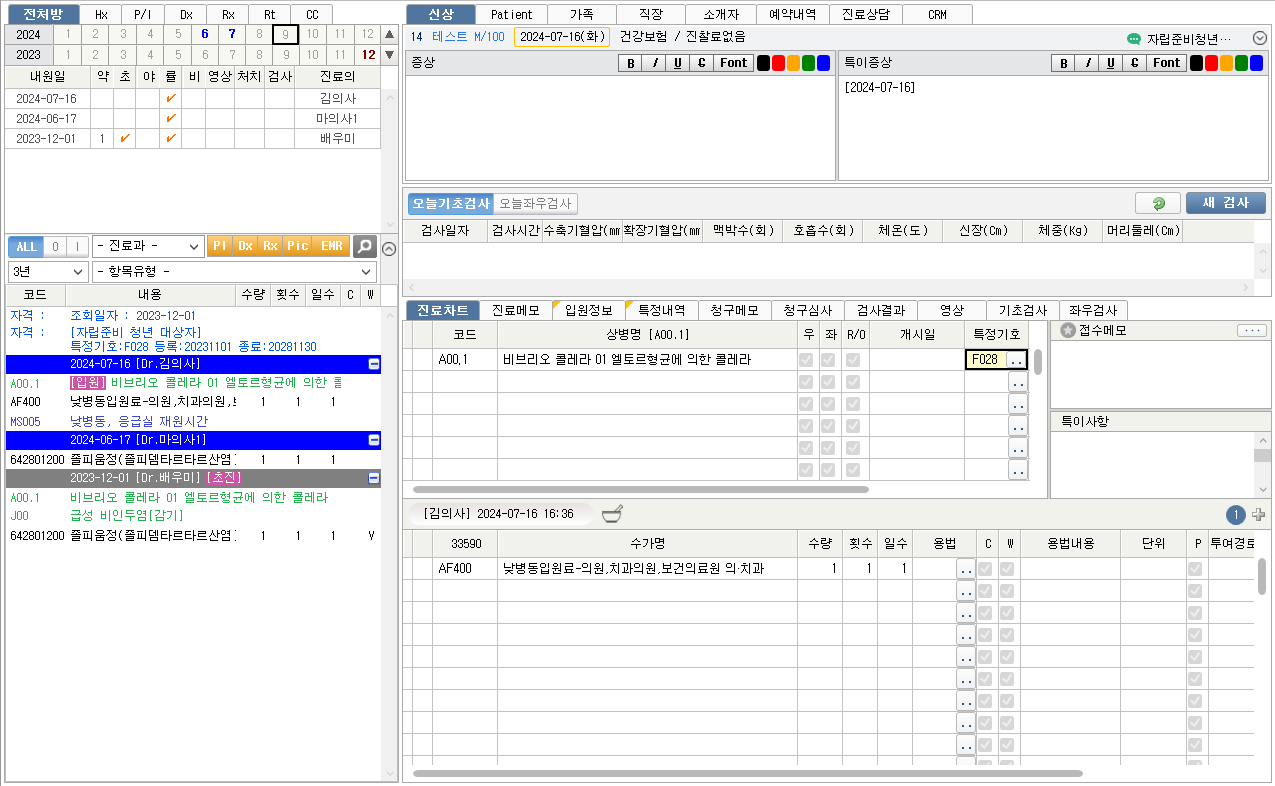 전처방 Hx P/I Dx Rx Rt CC
2024 1 2 3 4 5 6 7 8 9 10 11 12
2023 1 2 3 4 5 6 7 8 9 10 11 12
내원일 약 초 야 률 비 영상 처치 검사 진료의
2024-07-16 김의사
2024-06-17 마의사1
2023-12-01 1 배우미
ALL O I - 진료과 - PI Dx Rx Pic EMR
3년 - 항목유형 -
코드 내용 수량 횟수 일수 C W
자격 : 조회일자 : 2023-12-01
자격 : [자립준비 청년 대상자]
특정기호:F028 등록:20231101 종료:20281130
2024-07-16 [Dr.김의사]
A00.1 [입원] 비브리오 콜레라 01 엘토르형균에 의한 콜
AF400 낮병동입원료-의원,치과의원, 1 1 1
MS005 낮병동, 응급실 재원시간
2024-06-17 [Dr.마의사1]
642801200 졸피움정(졸피뎀타르타르산염 1 1 1
2023-12-01 [Dr.배우미] [초진]
A00.1 비브리오 콜레라 01 엘토르형균에 의한 콜레라
J00 급성 비인두염[감기]
642801200 졸피움정(졸피뎀타르타르산염 1 1 1 V
신상 Patient 가족 직장 소개자 예약내역 진료상담 CRM
14 테스트 M/100 2024-07-16(화) 건강보험 / 진찰료없음 자립준비청년···
증상 B I U C Font
특이증상 B I U C Font
[2024-07-16]
오늘기초검사 오늘좌우검사 새 검사
검사일자 검사시간 수축기혈압(mm 확장기혈압(mm 맥박수(회) 호흡수(회) 체온(도) 신장(Cm) 체중(Kg) 머리둘레(Cm)
진료차트 진료메모 입원정보 특정내역 청구메모 청구심사 검사결과 영상 기초검사 좌우검사
코드 상병명 [A00.1] 우 좌 R/O 개시일 특정기호
A00.1 비브리오 콜레라 01 엘토르형균에 의한 콜레라 F028 ..
..
..
..
..
..
접수메모 ···
특이사항
[김의사] 2024-07-16 16:36 1
33590 수가명 수량 횟수 일수 용법 C W 용법내용 단위 P 투여경로
AF400 낮병동입원료-의원,치과의원,보건의료원 의·치과 1 1 1 ..
..
..
..
..
..
..
..
..